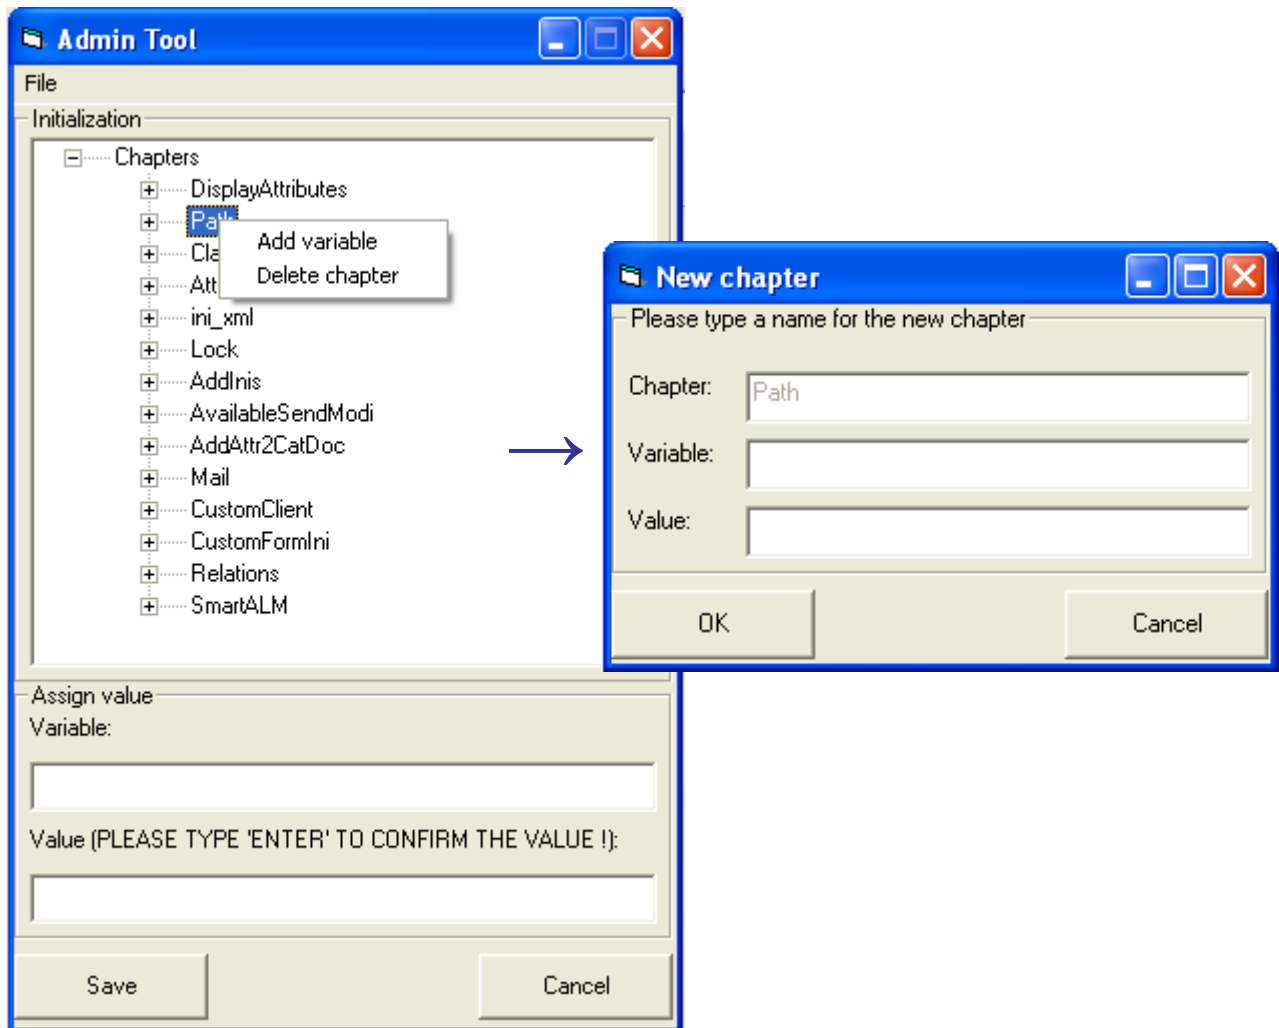 Admin Tool
File
Initialization
Chapters
DisplayAttributes
Path
Add variable
Cla
Delete chapter
Att
ini_xml
Lock
AddInis
AvailableSendModi
AddAttr2CatDoc
Mail
CustomClient
CustomFormIni
Relations
SmartALM
Assign value
Variable:
Value (PLEASE TYPE 'ENTER' TO CONFIRM THE VALUE !):
Save Cancel
New chapter
Please type a name for the new chapter
Chapter: Path
Variable:
Value:
OK Cancel